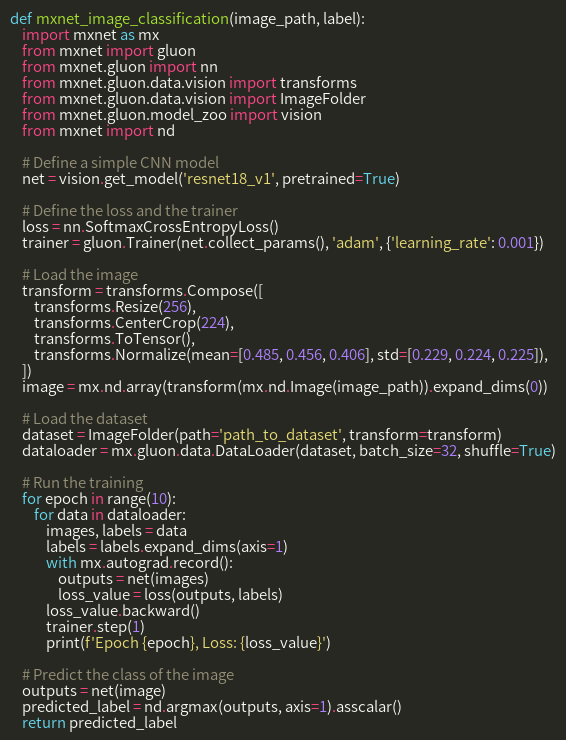 def mxnet_image_classification(image_path, label):
    import mxnet as mx
    from mxnet import gluon
    from mxnet.gluon import nn
    from mxnet.gluon.data.vision import transforms
    from mxnet.gluon.data.vision import ImageFolder
    from mxnet.gluon.model_zoo import vision
    from mxnet import nd

    # Define a simple CNN model
    net = vision.get_model('resnet18_v1', pretrained=True)

    # Define the loss and the trainer
    loss = nn.SoftmaxCrossEntropyLoss()
    trainer = gluon.Trainer(net.collect_params(), 'adam', {'learning_rate': 0.001})

    # Load the image
    transform = transforms.Compose([
        transforms.Resize(256),
        transforms.CenterCrop(224),
        transforms.ToTensor(),
        transforms.Normalize(mean=[0.485, 0.456, 0.406], std=[0.229, 0.224, 0.225]),
    ])
    image = mx.nd.array(transform(mx.nd.Image(image_path)).expand_dims(0))

    # Load the dataset
    dataset = ImageFolder(path='path_to_dataset', transform=transform)
    dataloader = mx.gluon.data.DataLoader(dataset, batch_size=32, shuffle=True)

    # Run the training
    for epoch in range(10):
        for data in dataloader:
            images, labels = data
            labels = labels.expand_dims(axis=1)
            with mx.autograd.record():
                outputs = net(images)
                loss_value = loss(outputs, labels)
            loss_value.backward()
            trainer.step(1)
            print(f'Epoch {epoch}, Loss: {loss_value}')

    # Predict the class of the image
    outputs = net(image)
    predicted_label = nd.argmax(outputs, axis=1).asscalar()
    return predicted_label